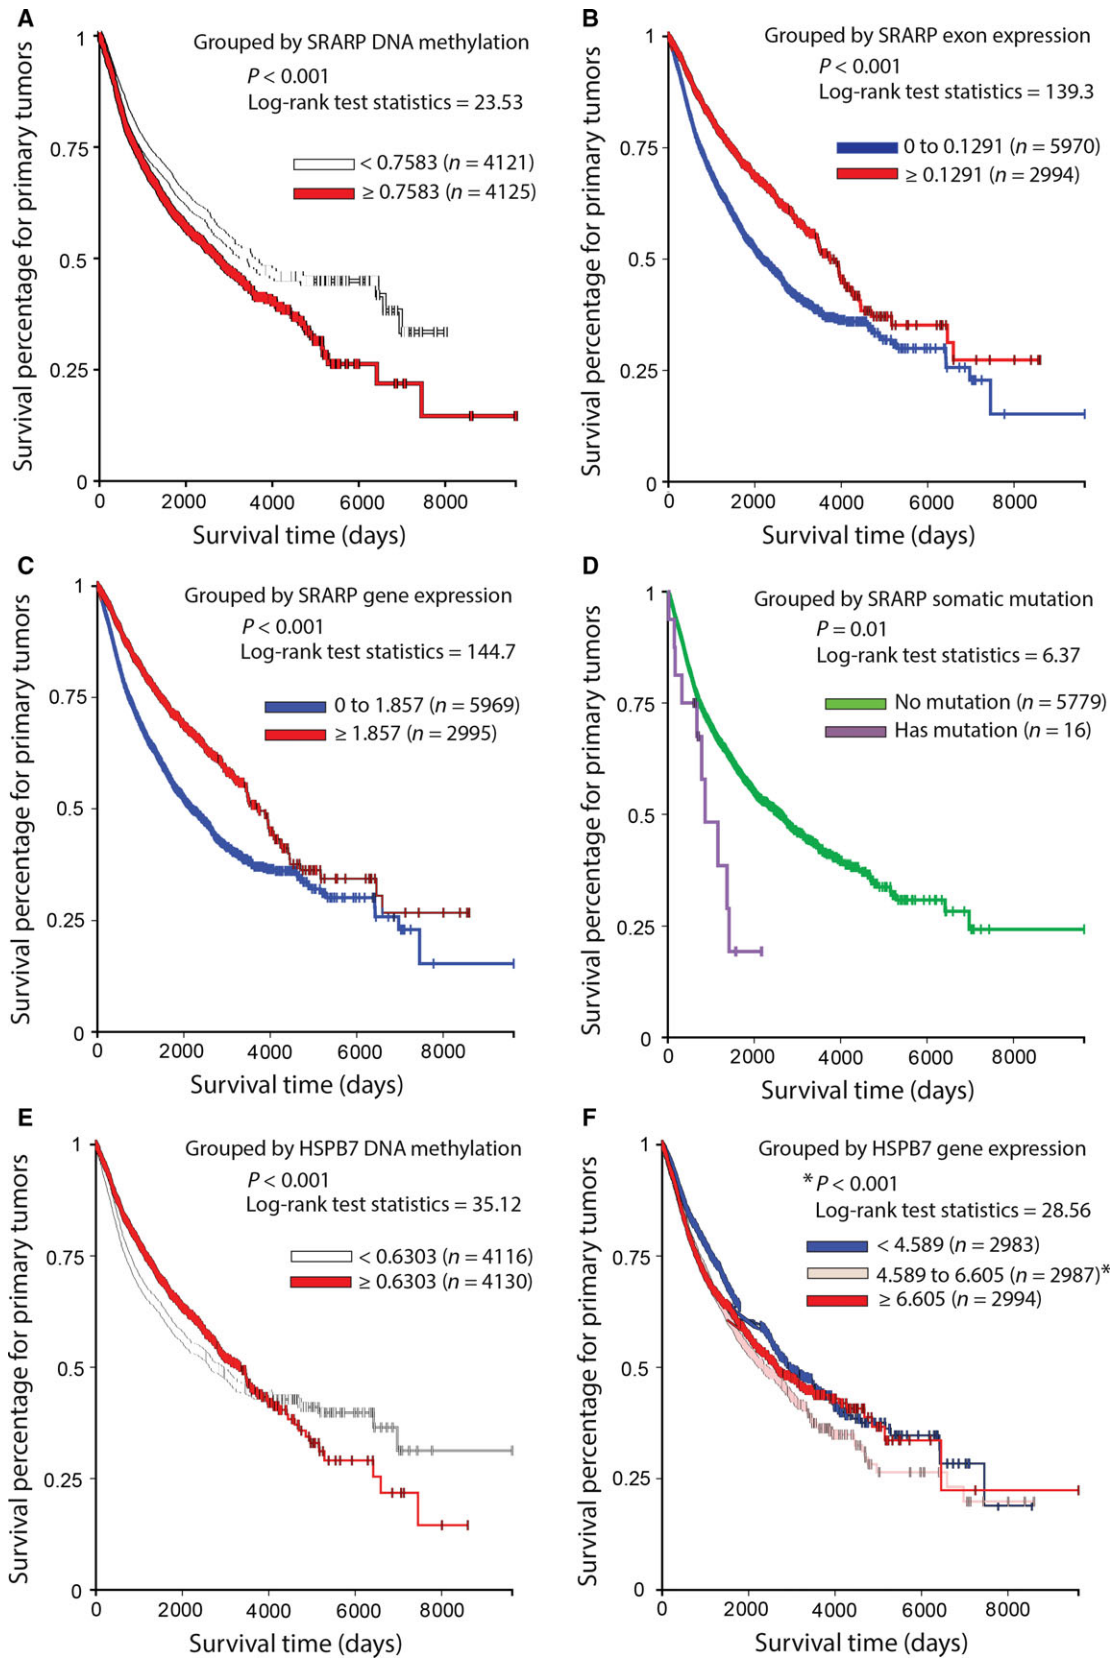 A
Grouped by SRARP DNA methylation
P < 0.001
Log-rank test statistics = 23.53
< 0.7583 (n = 4121)
≥ 0.7583 (n = 4125)
Survival percentage for primary tumors
1
0.75
0.5
0.25
0
0 2000 4000 6000 8000
Survival time (days)
B
Grouped by SRARP exon expression
P < 0.001
Log-rank test statistics = 139.3
0 to 0.1291 (n = 5970)
≥ 0.1291 (n = 2994)
Survival percentage for primary tumors
1
0.75
0.5
0.25
0
0 2000 4000 6000 8000
Survival time (days)
C
Grouped by SRARP gene expression
P < 0.001
Log-rank test statistics = 144.7
0 to 1.857 (n = 5969)
≥ 1.857 (n = 2995)
Survival percentage for primary tumors
1
0.75
0.5
0.25
0
0 2000 4000 6000 8000
Survival time (days)
D
Grouped by SRARP somatic mutation
P = 0.01
Log-rank test statistics = 6.37
No mutation (n = 5779)
Has mutation (n = 16)
Survival percentage for primary tumors
1
0.75
0.5
0.25
0
0 2000 4000 6000 8000
Survival time (days)
E
Grouped by HSPB7 DNA methylation
P < 0.001
Log-rank test statistics = 35.12
< 0.6303 (n = 4116)
≥ 0.6303 (n = 4130)
Survival percentage for primary tumors
1
0.75
0.5
0.25
0
0 2000 4000 6000 8000
Survival time (days)
F
Grouped by HSPB7 gene expression
*P < 0.001
Log-rank test statistics = 28.56
< 4.589 (n = 2983)
4.589 to 6.605 (n = 2987)*
≥ 6.605 (n = 2994)
Survival percentage for primary tumors
1
0.75
0.5
0.25
0
0 2000 4000 6000 8000
Survival time (days)